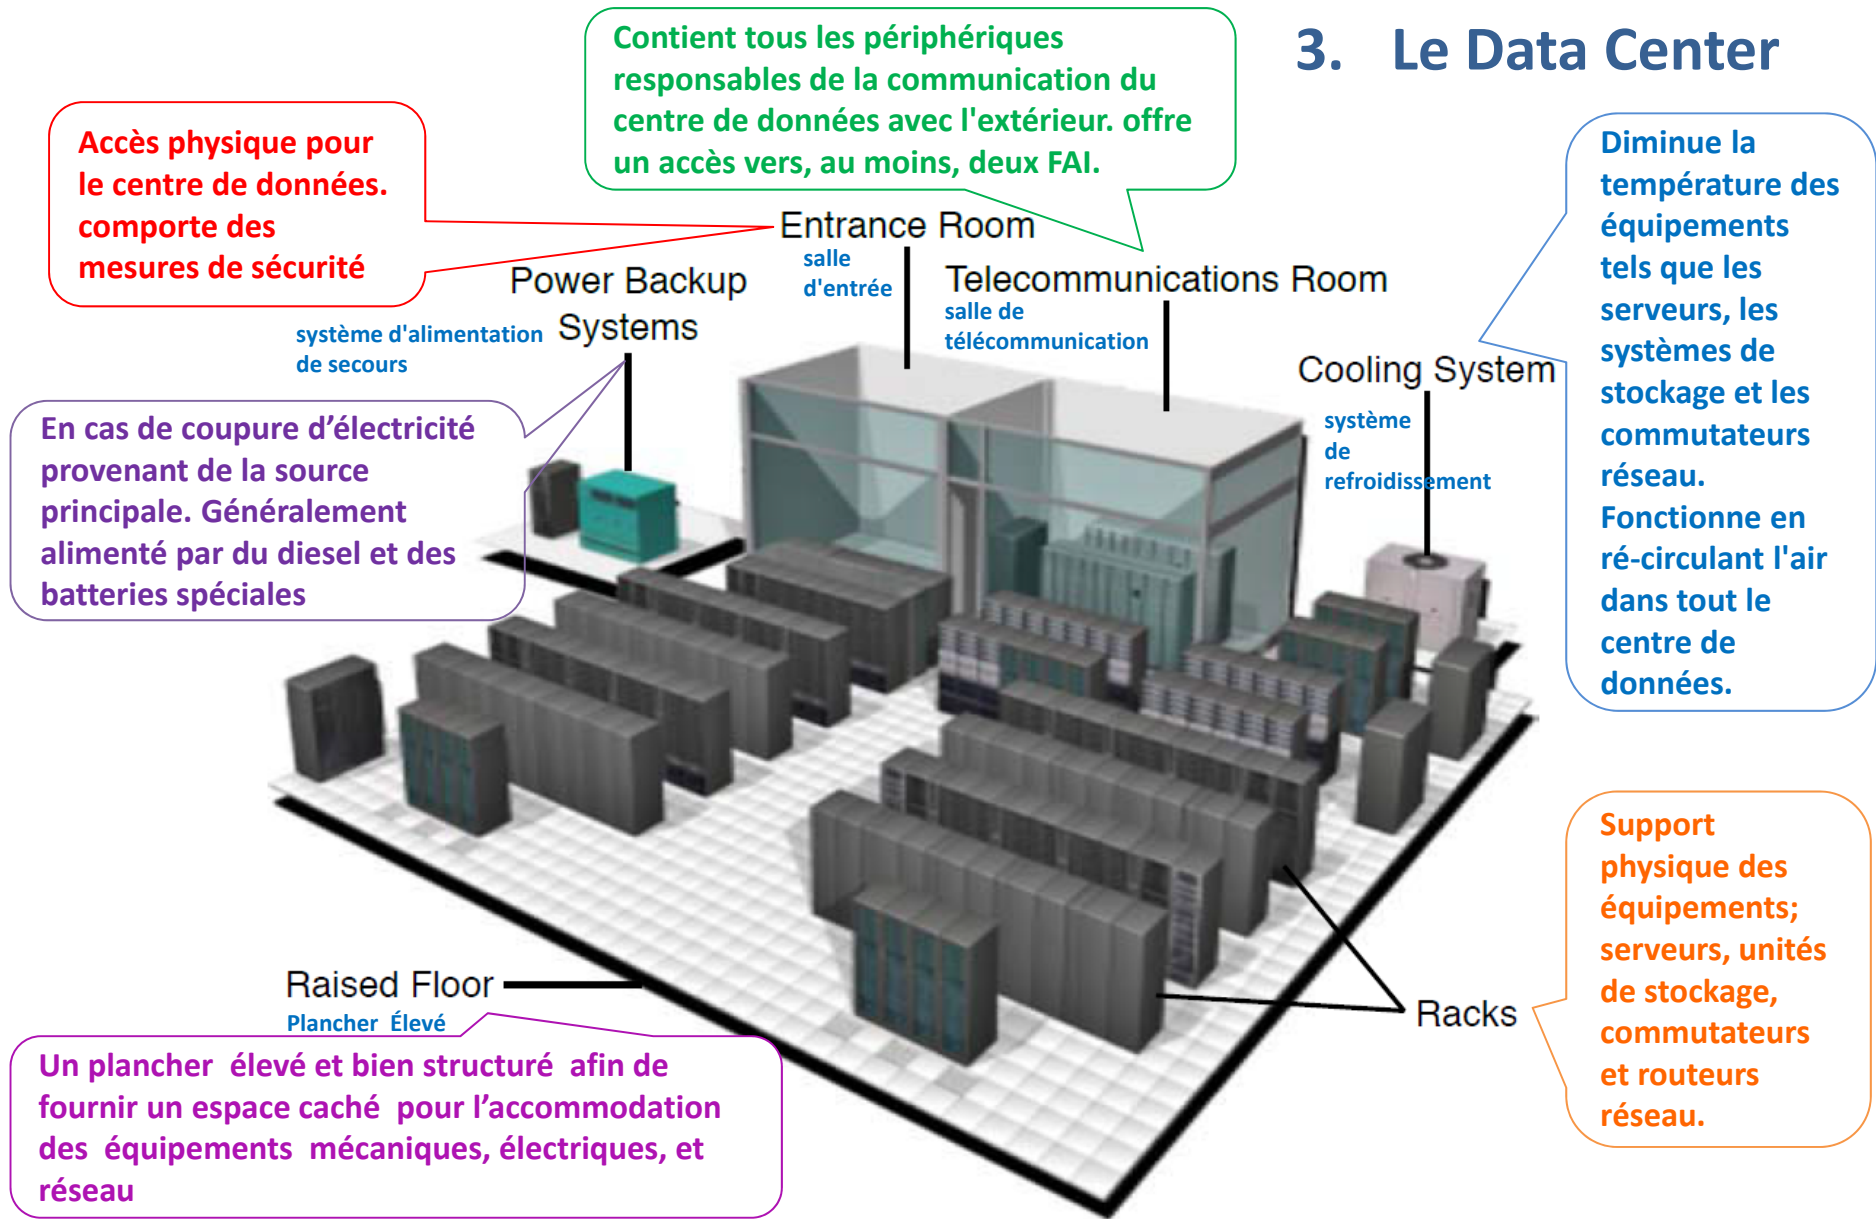 3. Le Data Center
Contient tous les périphériques
responsables de la communication du
centre de données avec l'extérieur. offre
un accès vers, au moins, deux FAI.
Accès physique pour
le centre de données.
comporte des
mesures de sécurité
Diminue la
température des
équipements
tels que les
serveurs, les
systèmes de
stockage et les
commutateurs
réseau.
Fonctionne en
ré-circulant l'air
dans tout le
centre de
données.
Entrance Room
salle
d'entrée
Power Backup
Systems
système d'alimentation
de secours
Telecommunications Room
salle de
télécommunication
Cooling System
système
de
refroidissement
En cas de coupure d’électricité
provenant de la source
principale. Généralement
alimenté par du diesel et des
batteries spéciales
Support
physique des
équipements;
serveurs, unités
de stockage,
commutateurs
et routeurs
réseau.
Raised Floor
Plancher Élevé
Racks
Un plancher élevé et bien structuré afin de
fournir un espace caché pour l’accommodation
des équipements mécaniques, électriques, et
réseau